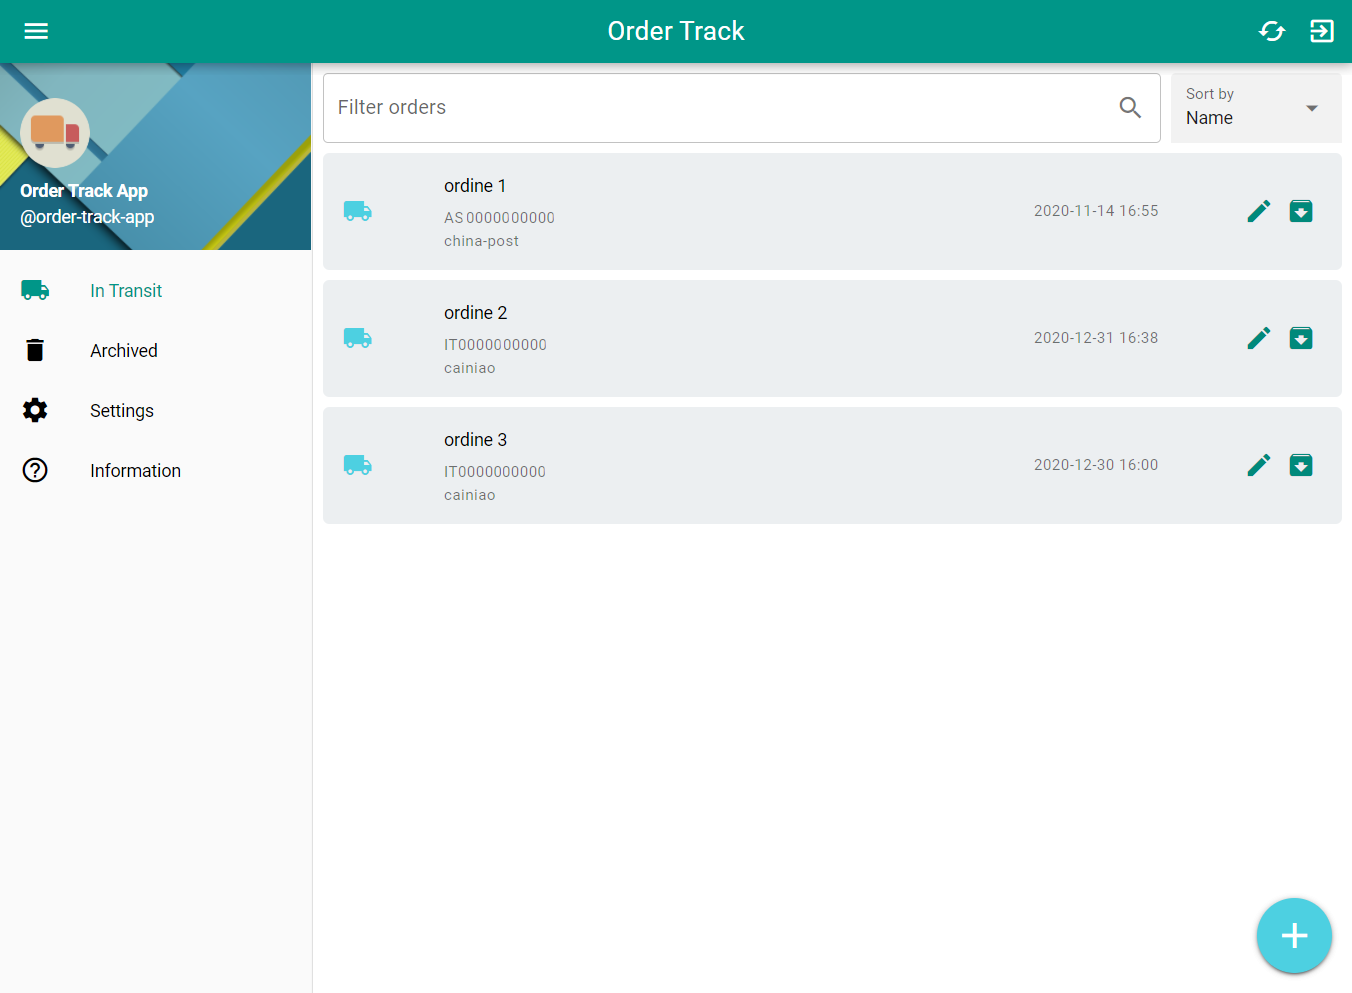 Order Track
Order Track App
@order-track-app
In Transit
Archived
Settings
Information
Filter orders
Sort by
Name
ordine 1
AS0000000000
china-post
2020-11-14 16:55
ordine 2
IT0000000000
cainiao
2020-12-31 16:38
ordine 3
IT0000000000
cainiao
2020-12-30 16:00